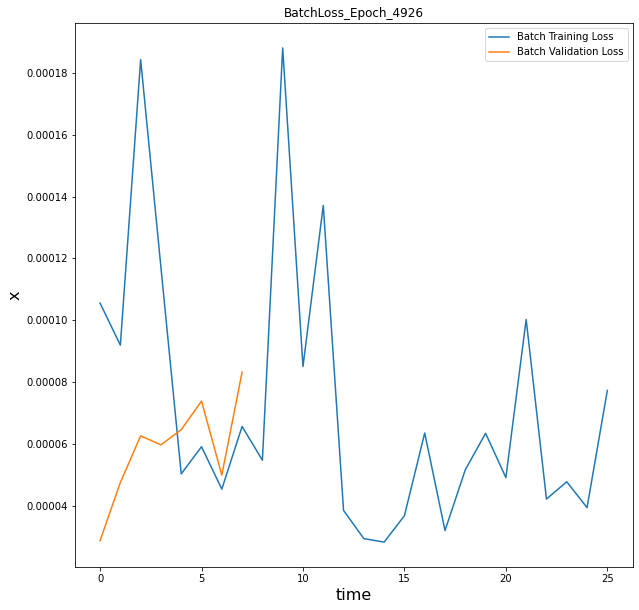 BatchLoss_Epoch_4926
Batch Training Loss
Batch Validation Loss
0.00018
0.00016
0.00014
0.00012
0.00010
0.00008
0.00006
0.00004
x
0 5 10 15 20 25
time